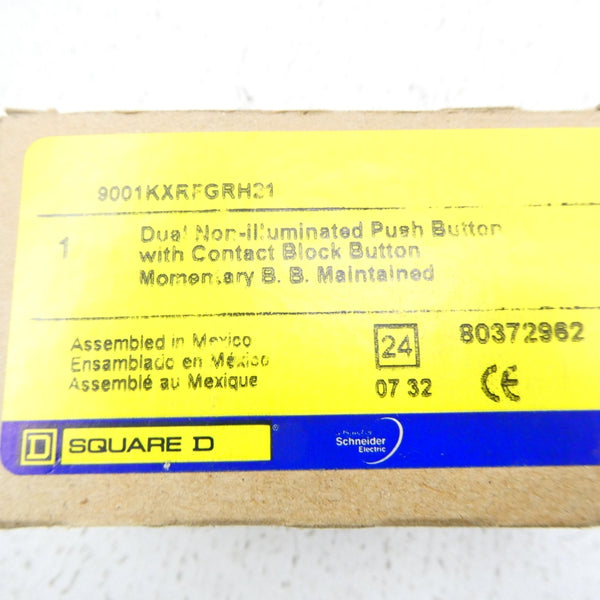 9001KXRFGRH21
1
Dual Non-illuminated Push Button
with Contact Block Button
Momentary B. B. Maintained
Assembled in Mexico
Ensamblado en México
Assemblé au Mexique
24
07 32
80372962
CE
D SQUARE D
®
Schneider
Electric